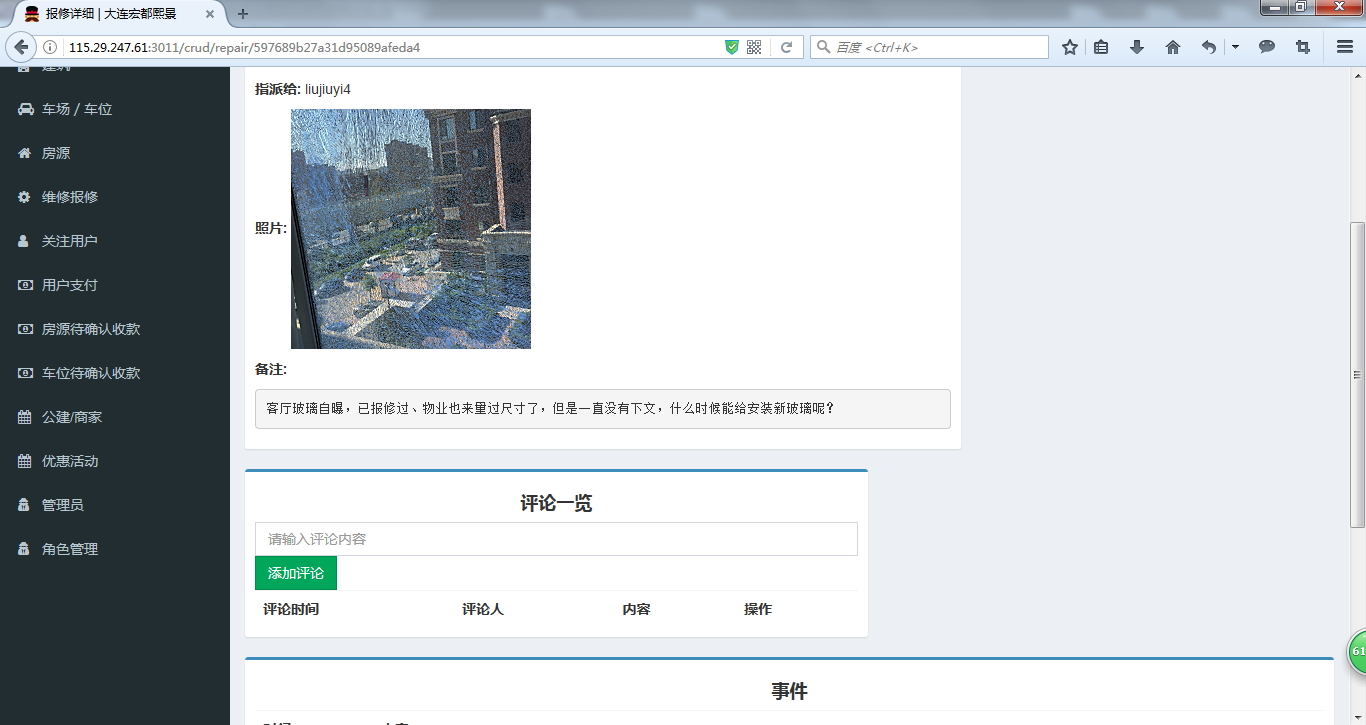 报修详细 | 大连宏都熙景
115.29.247.61:3011/crud/repair/597689b27a31d95089afeda4
百度 <Ctrl+K>
车场 / 车位
房源
维修报修
关注用户
用户支付
房源待确认收款
车位待确认收款
公建/商家
优惠活动
管理员
角色管理
指派给: liujiuyi4
照片:
备注:
客厅玻璃自曝，已报修过、物业也来量过尺寸了，但是一直没有下文，什么时候能给安装新玻璃呢？
评论一览
请输入评论内容
添加评论
评论时间 评论人 内容 操作
61
事件